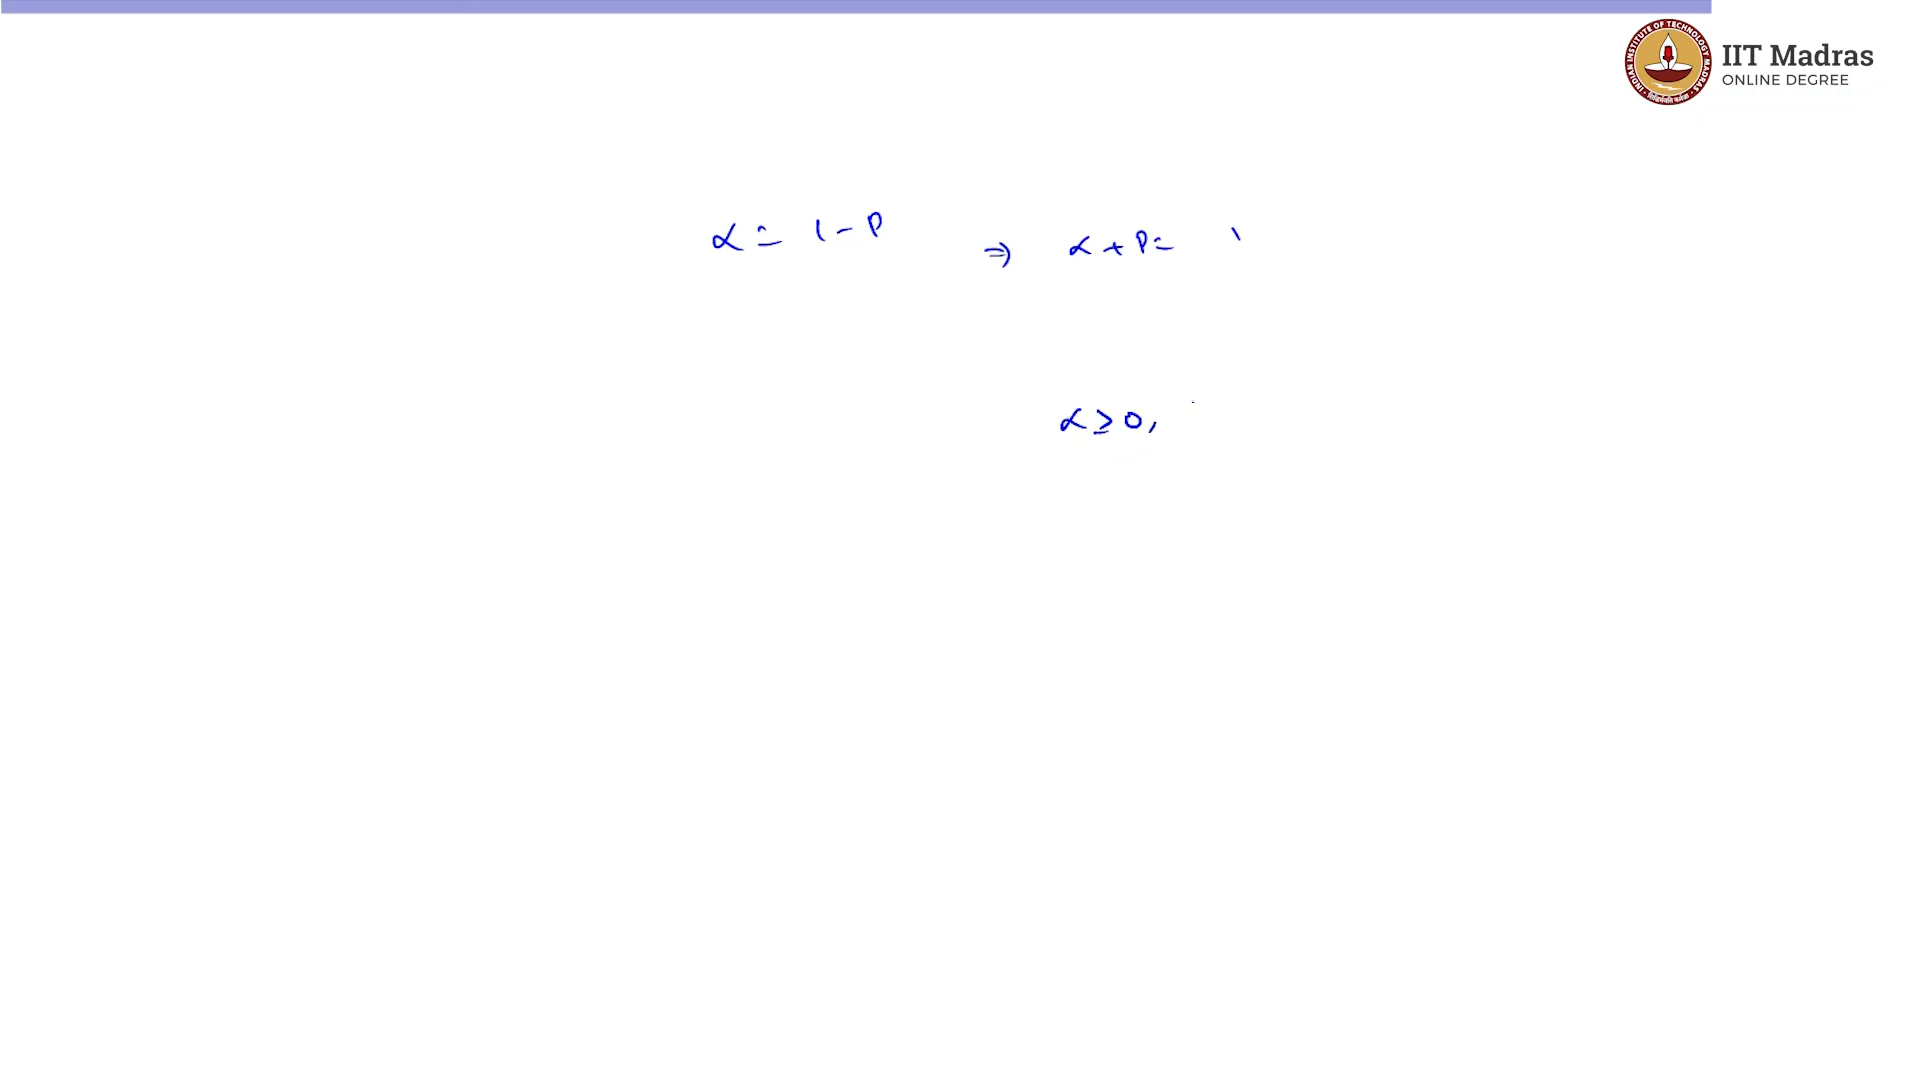 IIT Madras
ONLINE DEGREE
α = 1 - P ⇒ α + P = 1
α ≥ 0,